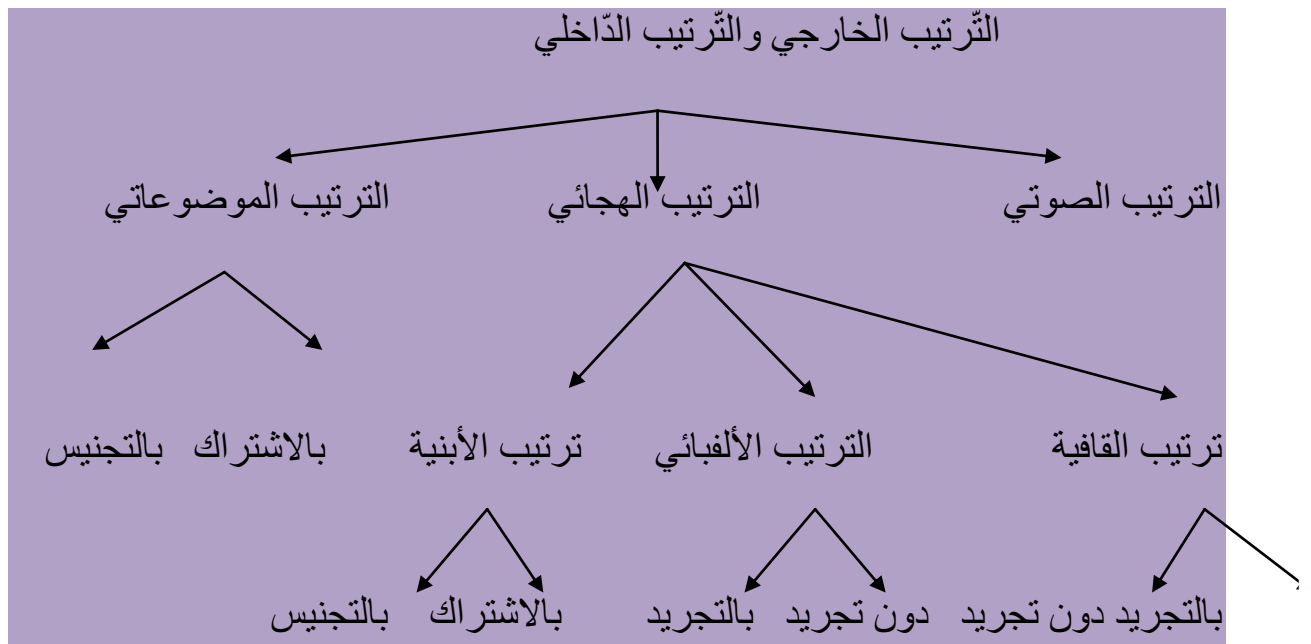 التّرتيب الخارجي والتّرتيب الدّاخلي
الترتيب الصوتي الترتيب الهجائي الترتيب الموضوعاتي
ترتيب القافية الترتيب الألفبائي ترتيب الأبنية بالاشتراك بالتجنيس
بالتجريد دون تجريد دون تجريد بالتجريد بالاشتراك بالتجنيس